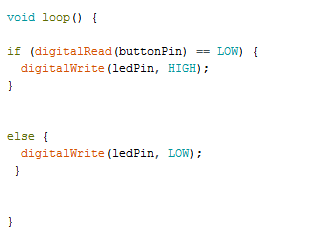 void loop() {
if (digitalRead(buttonPin) == LOW) {
  digitalWrite(ledPin, HIGH);
}
else {
  digitalWrite(ledPin, LOW);
 }
}